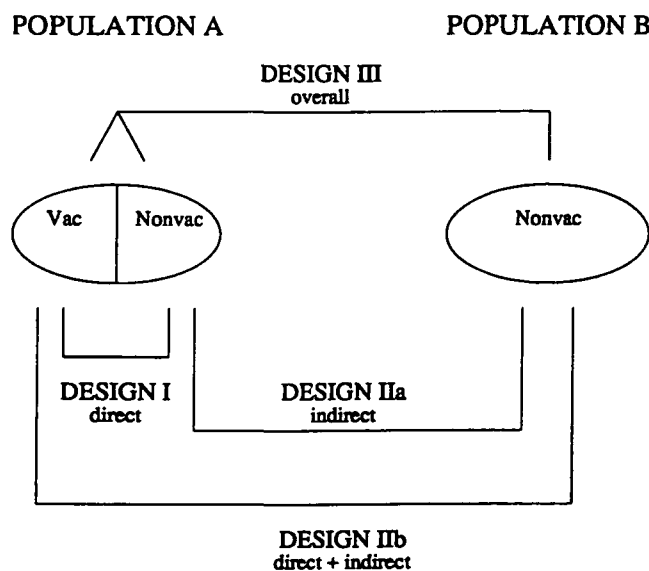 POPULATION A
POPULATION B
DESIGN III
overall
Vac
Nonvac
Nonvac
DESIGN I
direct
DESIGN IIa
indirect
DESIGN IIb
direct + indirect